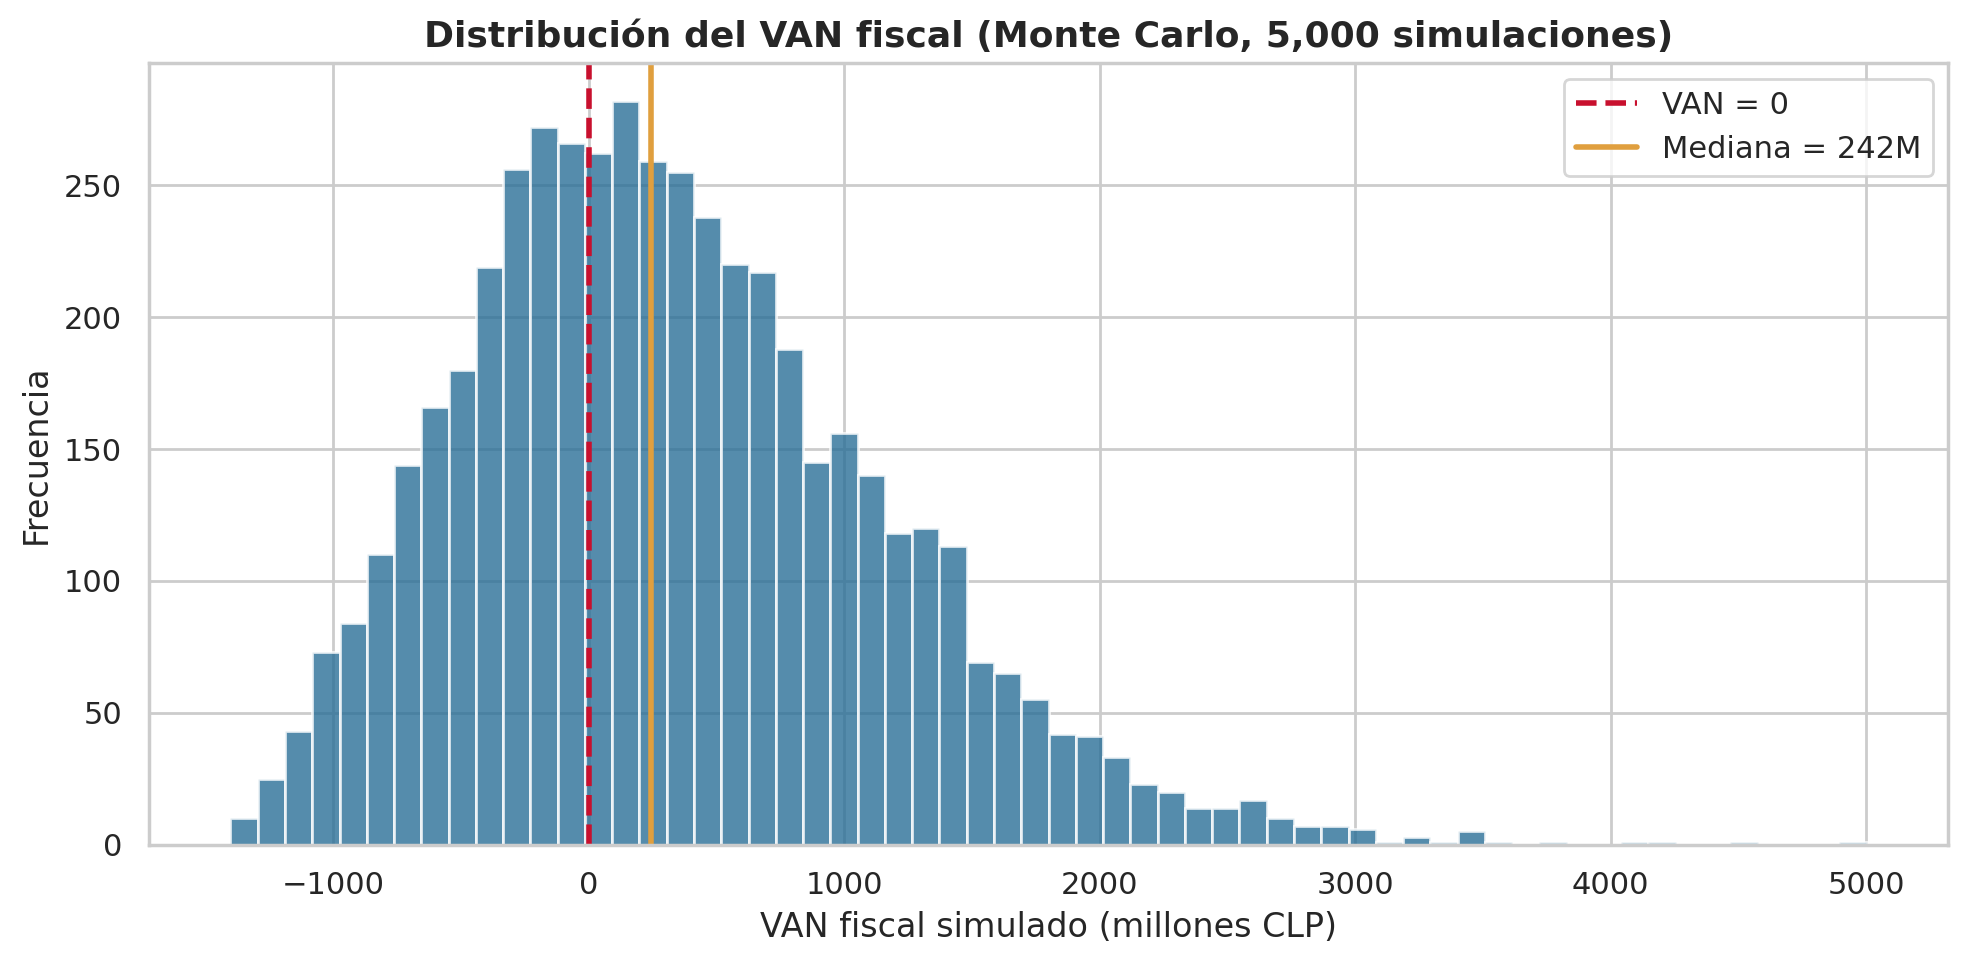 Distribución del VAN fiscal (Monte Carlo, 5,000 simulaciones)
VAN = 0
Mediana = 242M
Frecuencia
250
200
150
100
50
0
−1000 0 1000 2000 3000 4000 5000
VAN fiscal simulado (millones CLP)